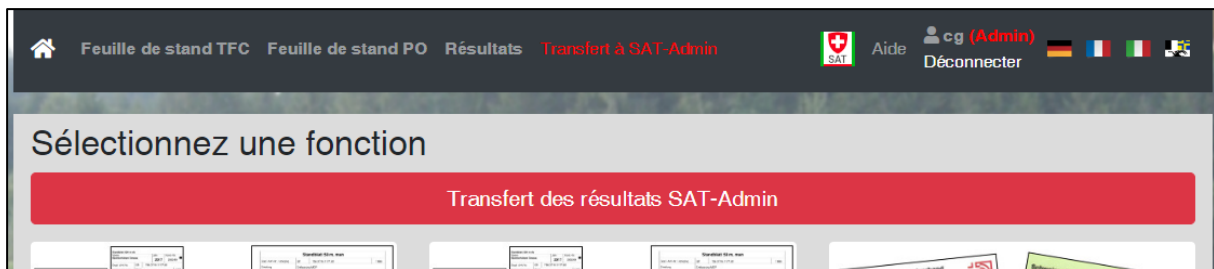 Feuille de stand TFC Feuille de stand PO Résultats Transfert à SAT-Admin SAT Aide cg (Admin)
Déconnecter
Sélectionnez une fonction
Transfert des résultats SAT-Admin